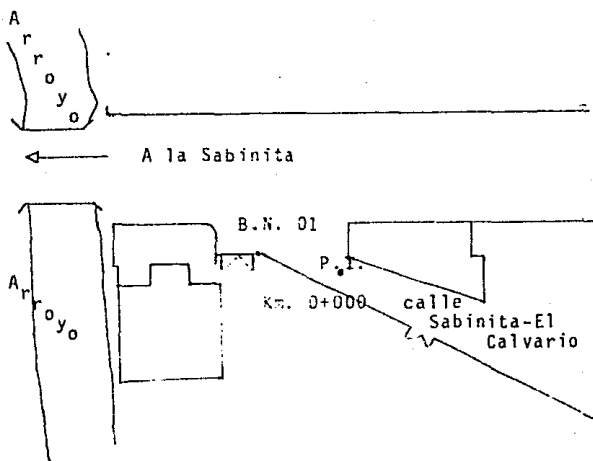 Arroyo
A la Sabinita
B.N. 01
P.I.
Km. 0+000 calle
Sabinita-El
Calvario
Arroyo